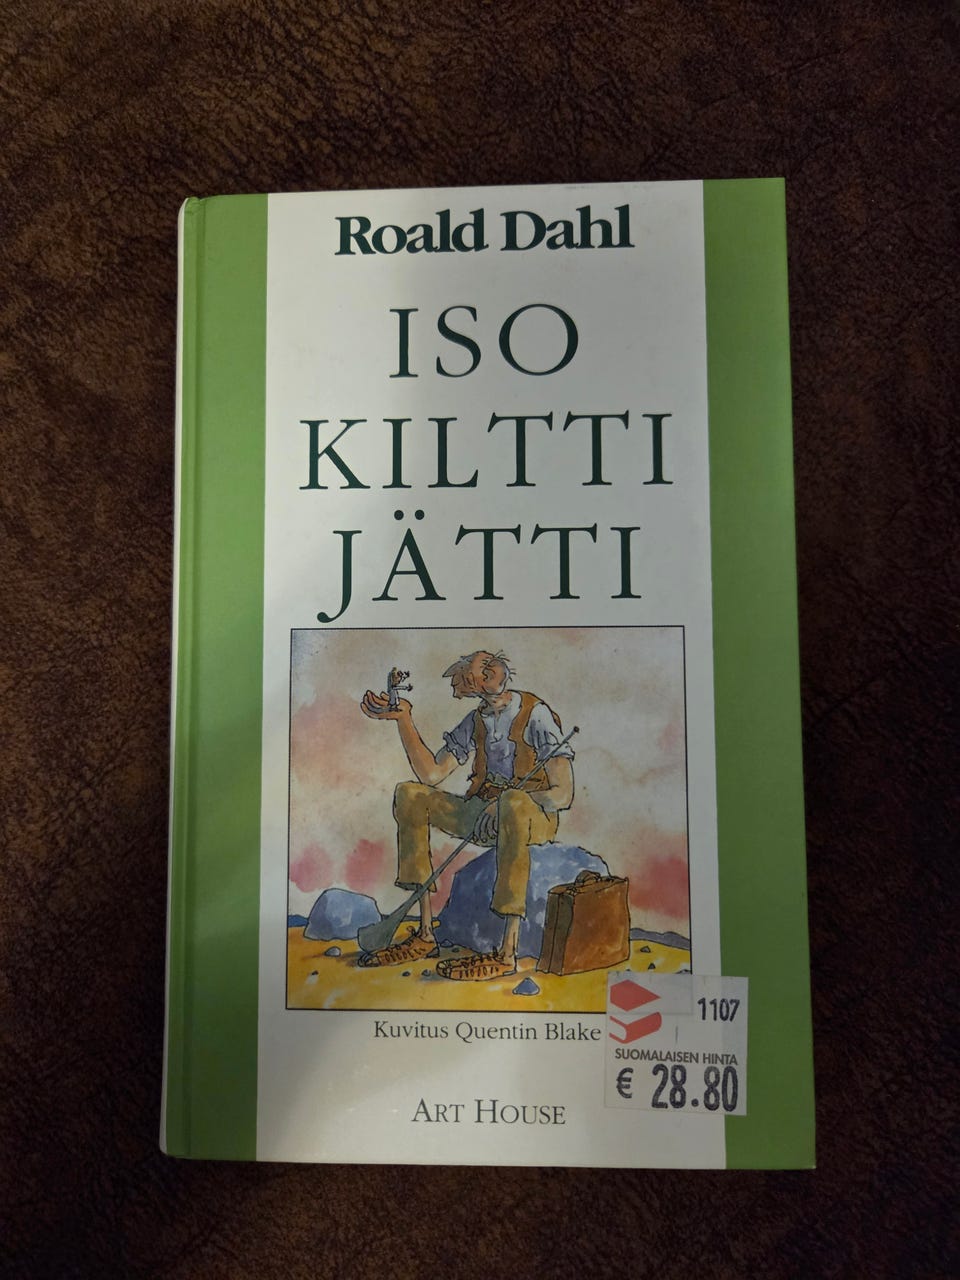 Roald Dahl
ISO
KILTTI
JÄTTI
Kuvitus Quentin Blake
ART HOUSE
1107
SUOMALAISEN HINTA
€ 28.80